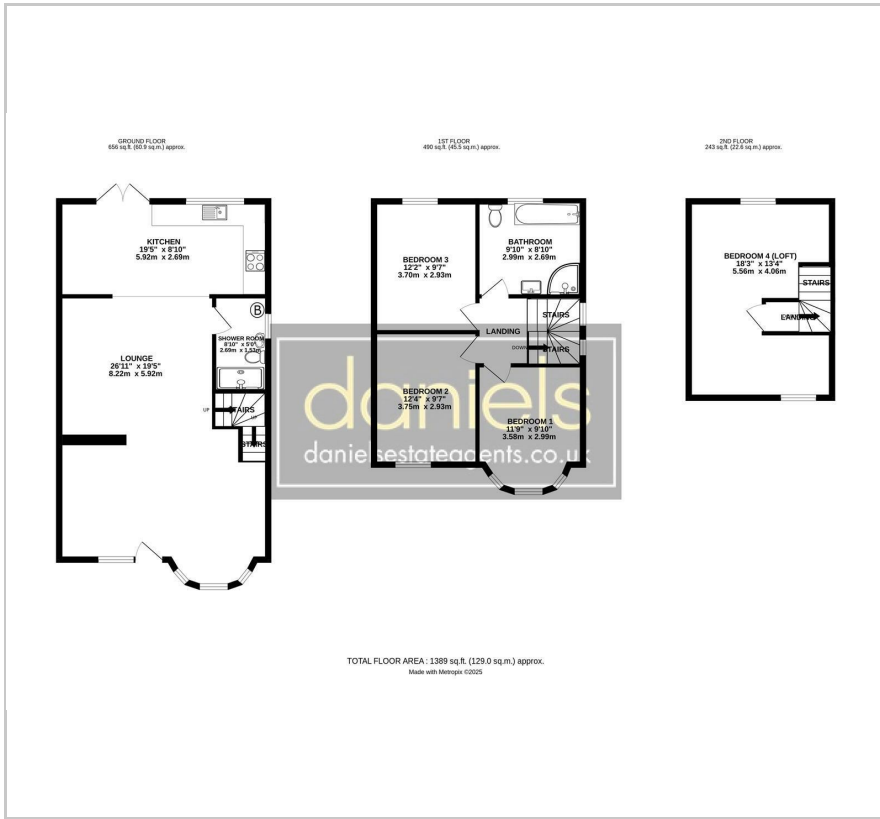 GROUND FLOOR
656 sq.ft. (60.9 sq.m.) approx.
1ST FLOOR
490 sq.ft. (45.5 sq.m.) approx.
2ND FLOOR
243 sq.ft. (22.6 sq.m.) approx.
KITCHEN
19'5" x 8'10"
5.92m x 2.69m
B
SHOWER ROOM
8'10" x 5'0"
2.69m x 1.53m
LOUNGE
26'11" x 19'5"
8.22m x 5.92m
UP
STAIRS
UP
STAIRS
BEDROOM 3
12'2" x 9'7"
3.70m x 2.93m
BATHROOM
9'10" x 8'10"
2.99m x 2.69m
STAIRS
LANDING
DOWN
STAIRS
BEDROOM 2
12'4" x 9'7"
3.75m x 2.93m
BEDROOM 1
11'9" x 9'10"
3.58m x 2.99m
BEDROOM 4 (LOFT)
18'3" x 13'4"
5.56m x 4.06m
STAIRS
LANDING
daniels
danielsestateagents.co.uk
TOTAL FLOOR AREA : 1389 sq.ft. (129.0 sq.m.) approx.
Made with Metropix ©2025